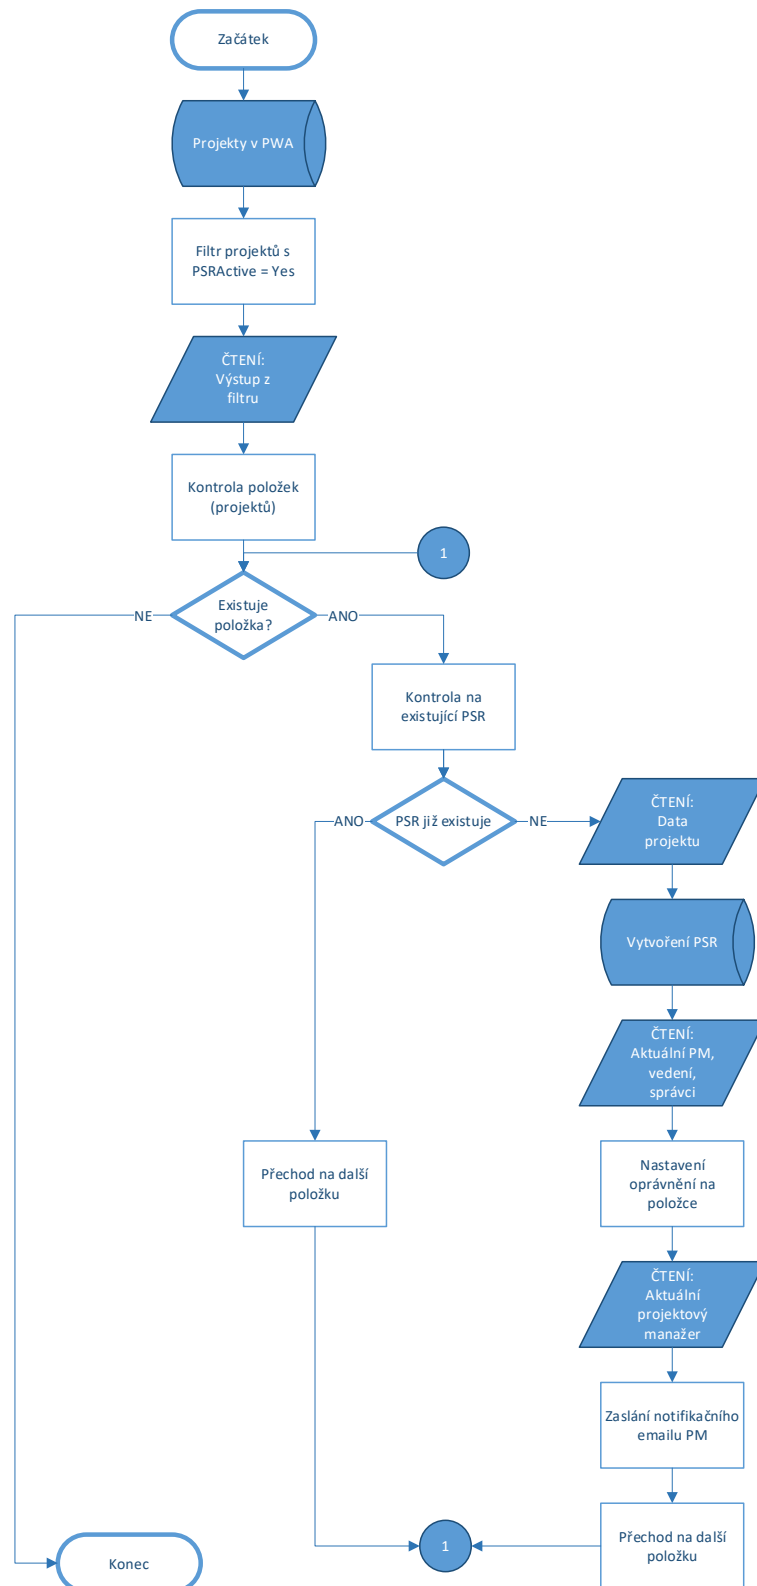 Začátek
Projekty v PWA
Filtr projektů s
PSRActive = Yes
ČTENÍ:
Výstup z
filtru
Kontrola položek
(projektů)
1
Existuje
položka?
NE
ANO
Kontrola na
existující PSR
PSR již existuje
ANO
NE
ČTENÍ:
Data
projektu
Vytvoření PSR
ČTENÍ:
Aktuální PM,
vedení,
správci
Přechod na další
položku
Nastavení
oprávnění na
položce
ČTENÍ:
Aktuální
projektový
manažer
Zaslání notifikačního
emailu PM
Přechod na další
položku
1
Konec